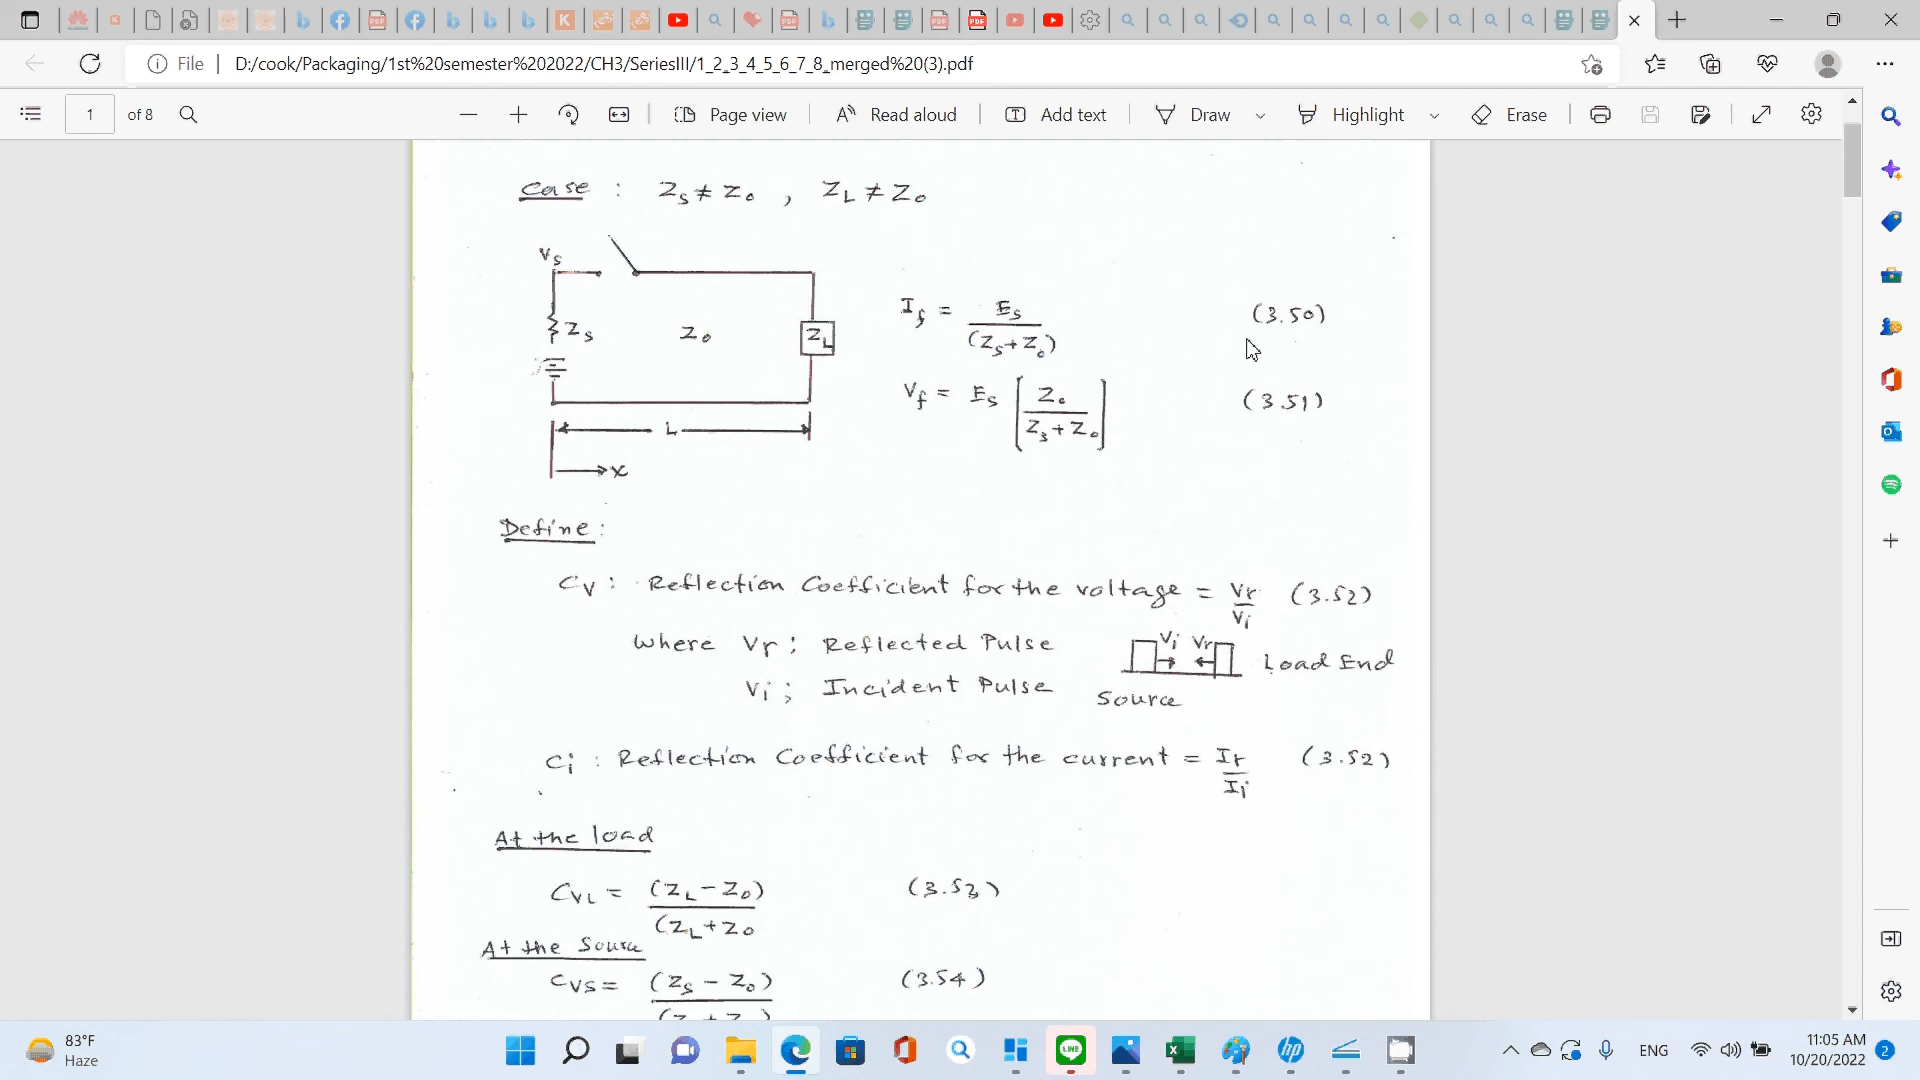 File
D:/cook/Packaging/1st%20semester%202022/CH3/SeriesIII/1_2_3_4_5_6_7_8_merged%20(3).pdf
1 of 8
Page view
Read aloud
Add text
Draw
Highlight
Erase
Case : Zs ≠ Zo , ZL ≠ Zo
Vs
If = Es / (Zs+Zo) (3.50)
Zs Zo ZL
Vf = Es [Zo / Zs+Zo] (3.51)
L
x
Define:
Cv : Reflection Coefficient for the voltage = Vr/Vi (3.52)
Where Vr ; Reflected Pulse
Vi Vr Load End
Vi ; Incident Pulse
Source
Ci : Reflection Coefficient for the current = Ir/Ii (3.52)
At the load
CVL = (ZL-Zo) / (ZL+Zo (3.53)
At the Source
CVS = (Zs - Zo) (3.54)
83°F
Haze
LINE
hp
ENG
11:05 AM
10/20/2022
2